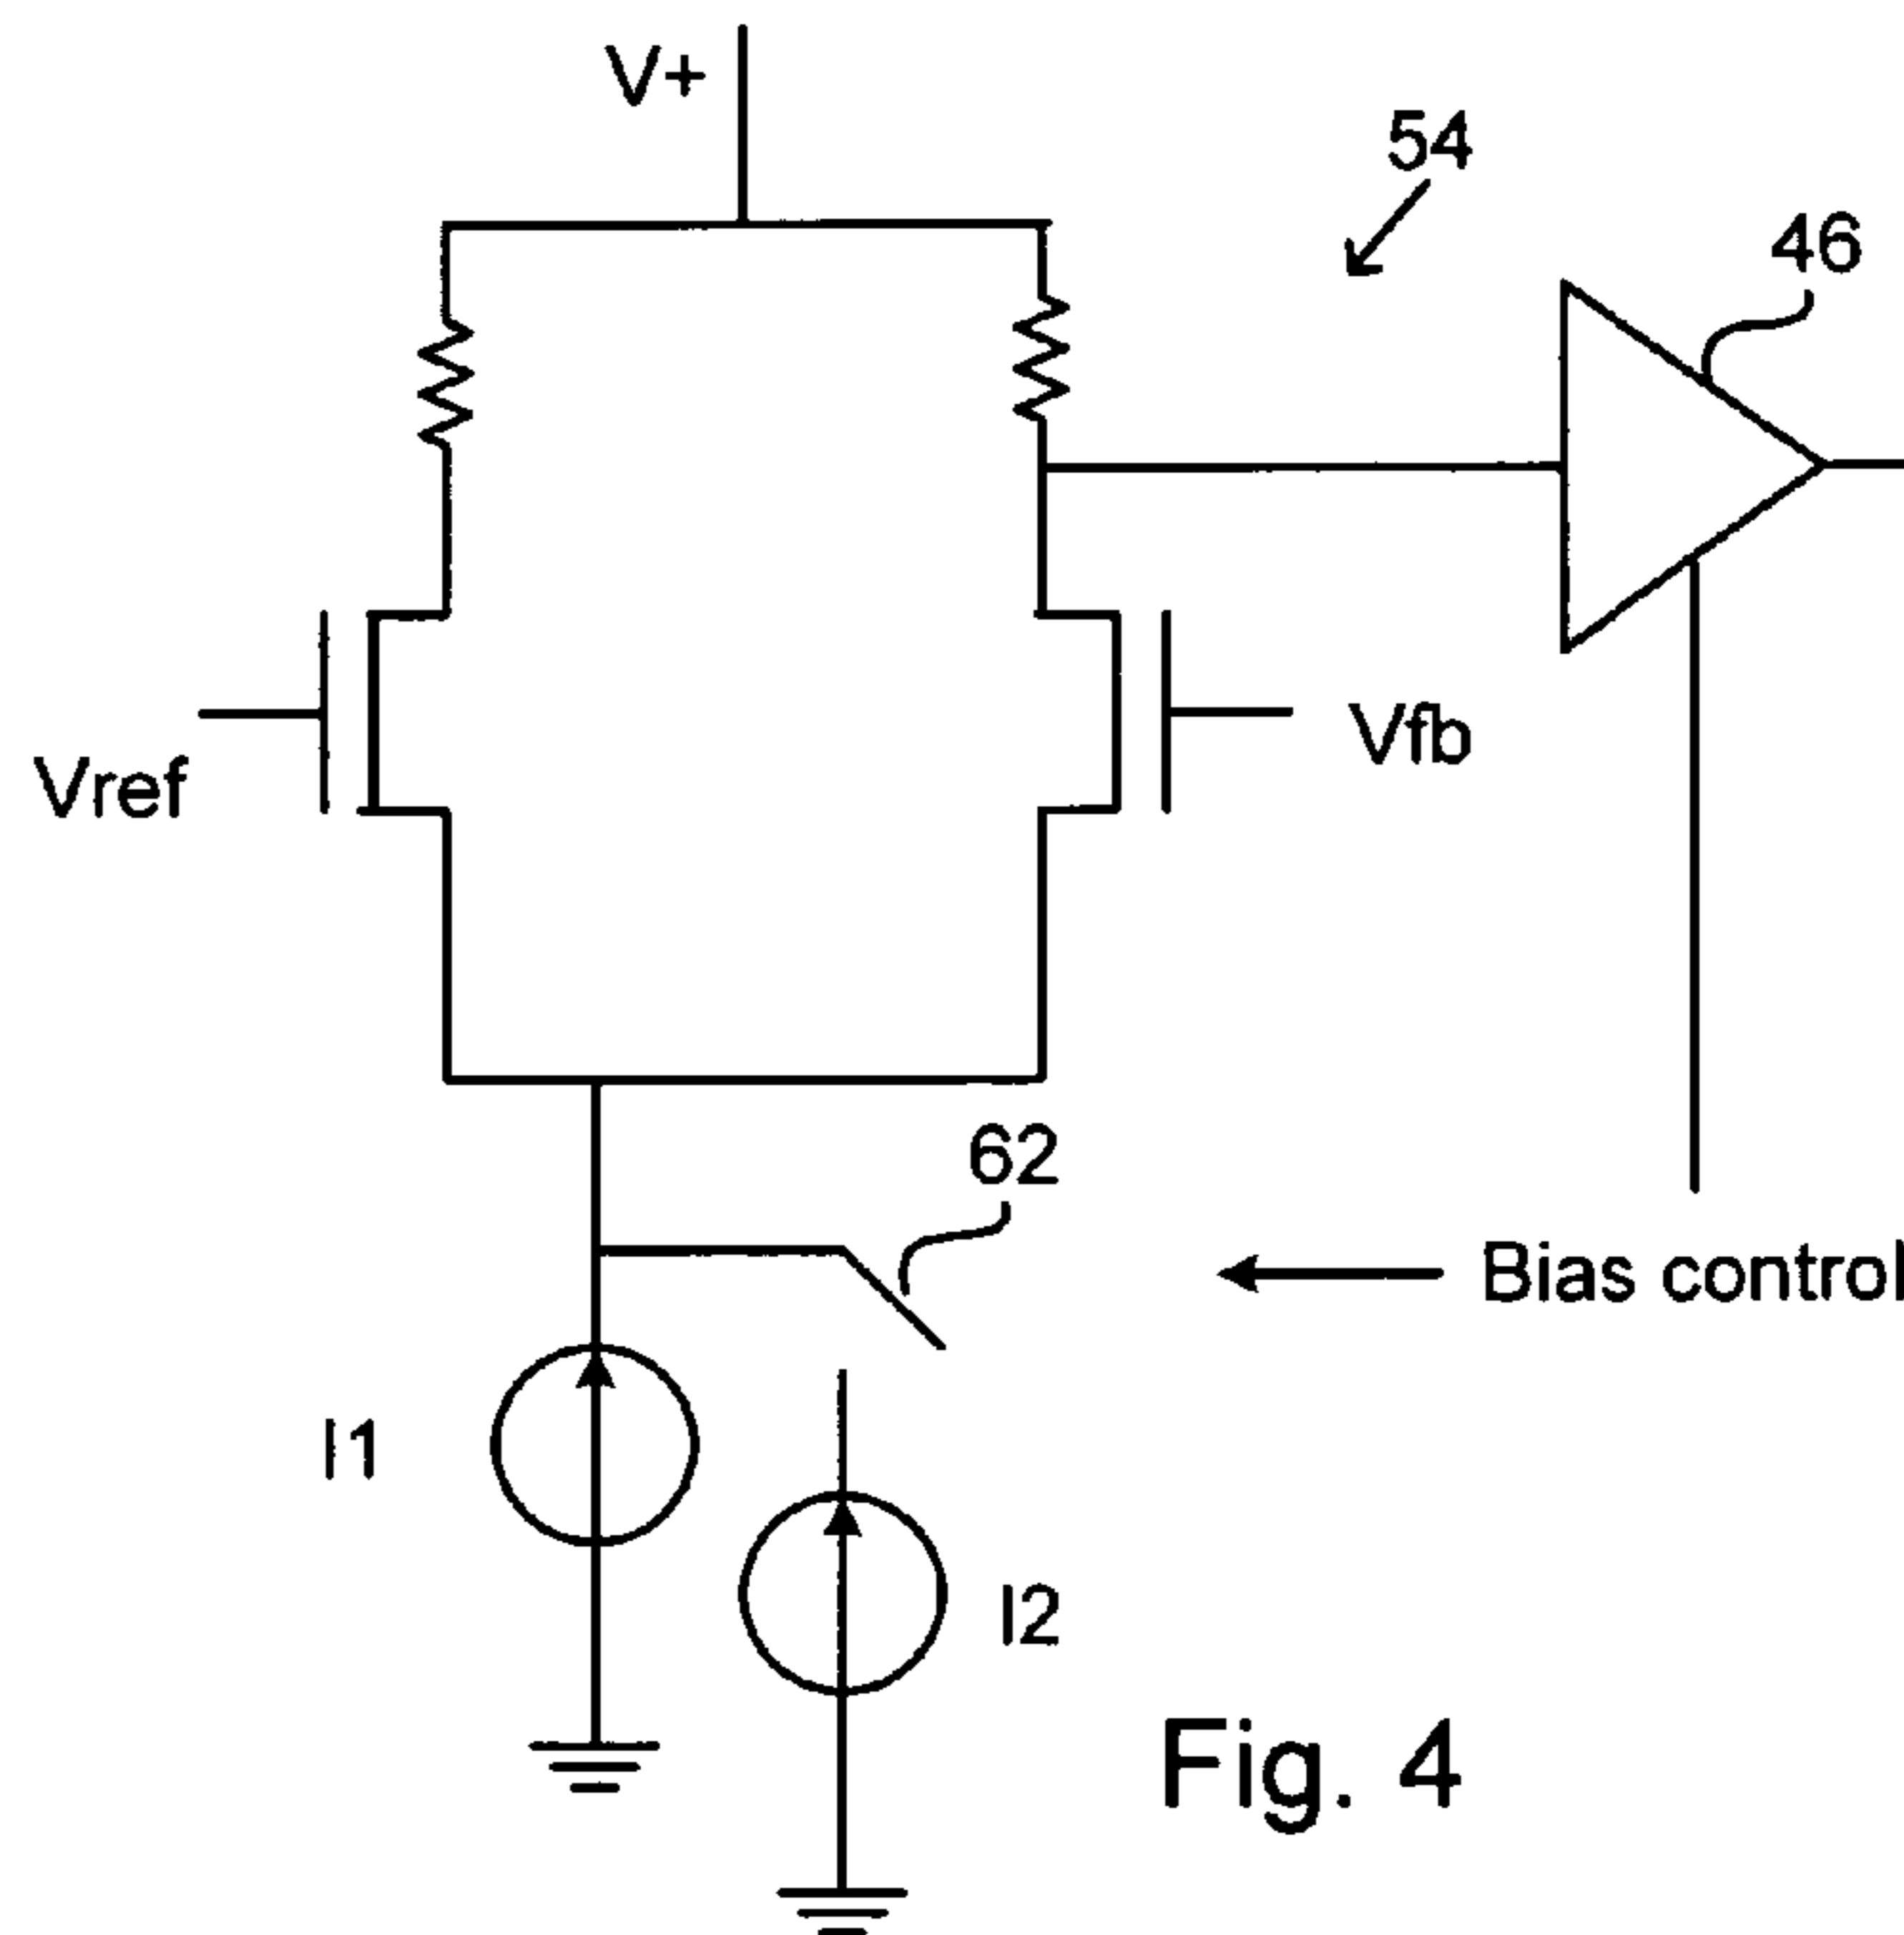 V+
54
46
Vref
Vfb
62
Bias control
I1
I2
Fig. 4